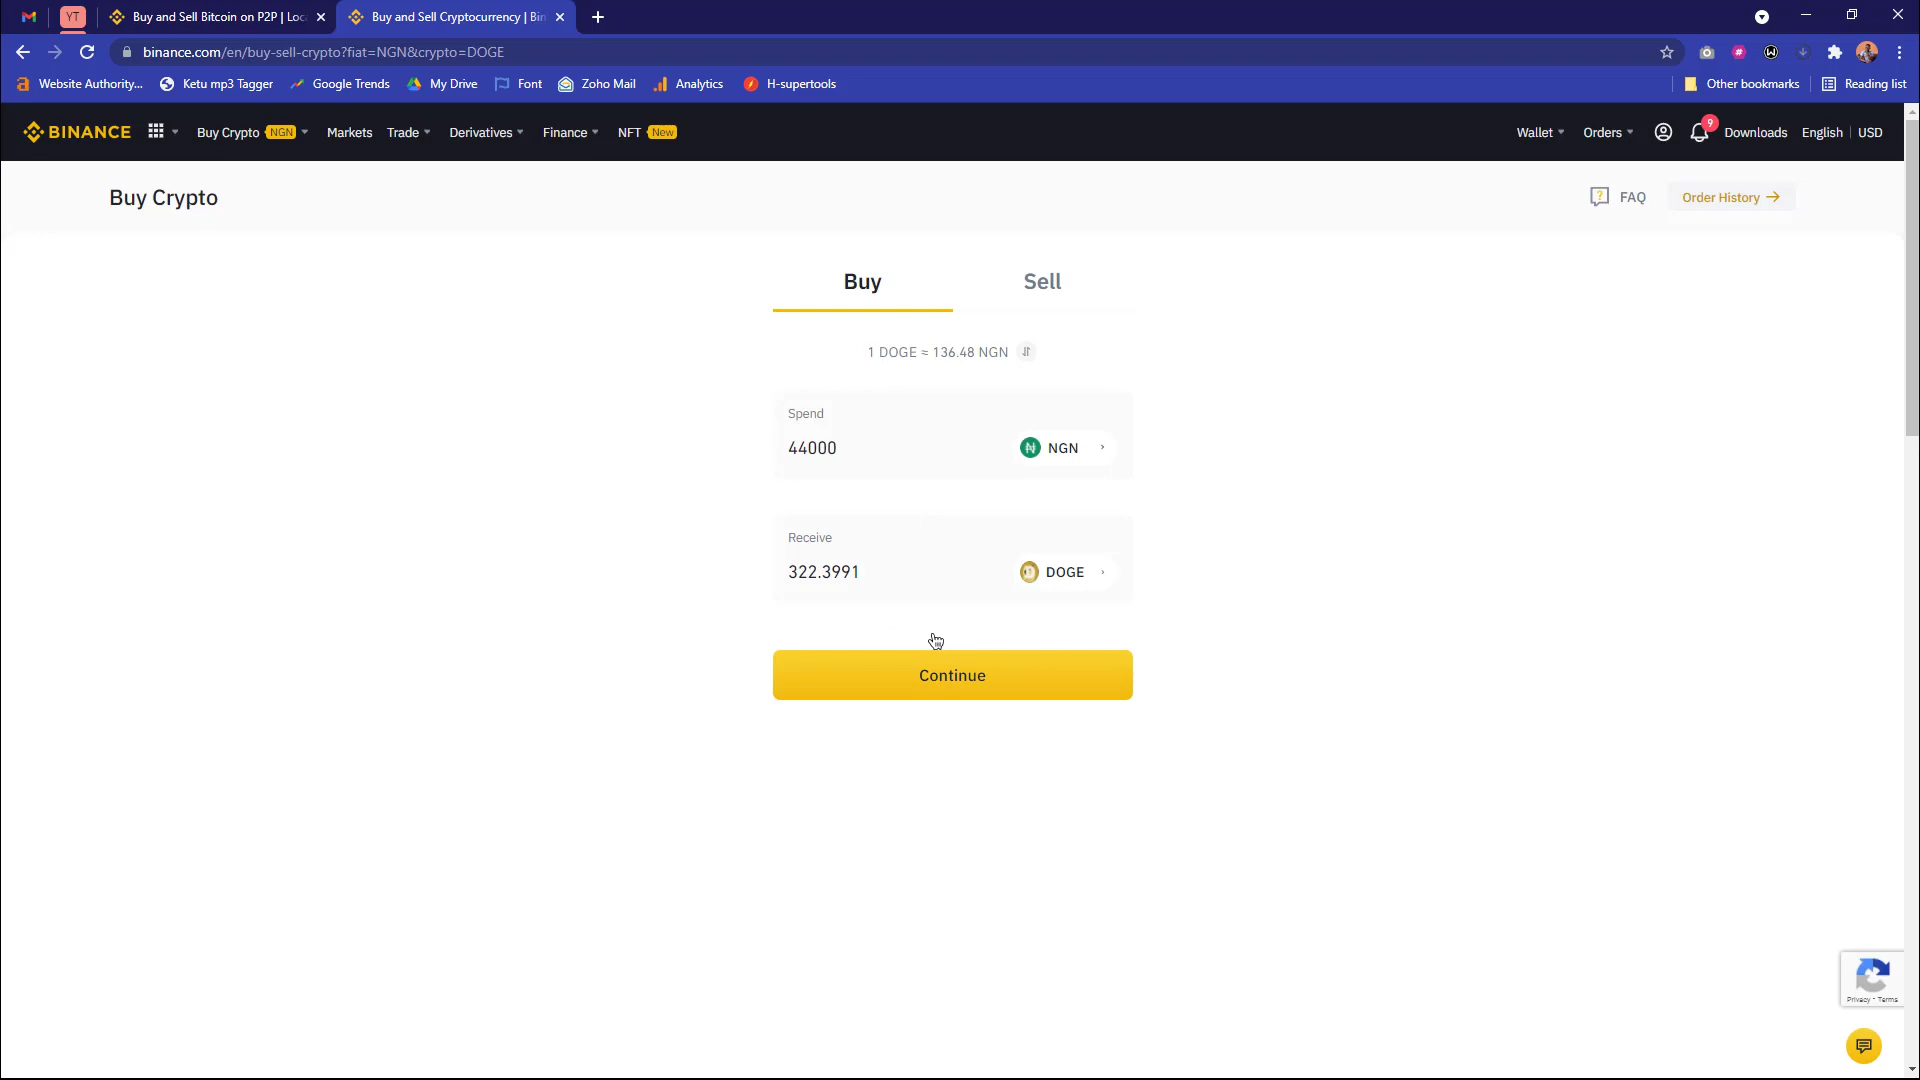 YT
Buy and Sell Bitcoin on P2P | Loc
Buy and Sell Cryptocurrency | Bin
binance.com/en/buy-sell-crypto?fiat=NGN&crypto=DOGE
Website Authority...
Ketu mp3 Tagger
Google Trends
My Drive
Font
Zoho Mail
Analytics
H-supertools
Other bookmarks
Reading list
BINANCE
Buy Crypto NGN
Markets
Trade
Derivatives
Finance
NFT New
Wallet
Orders
9
Downloads
English
USD
Buy Crypto
FAQ
Order History
Buy
Sell
1 DOGE ≈ 136.48 NGN
Spend
44000
NGN
Receive
322.3991
DOGE
Continue
Privacy - Terms